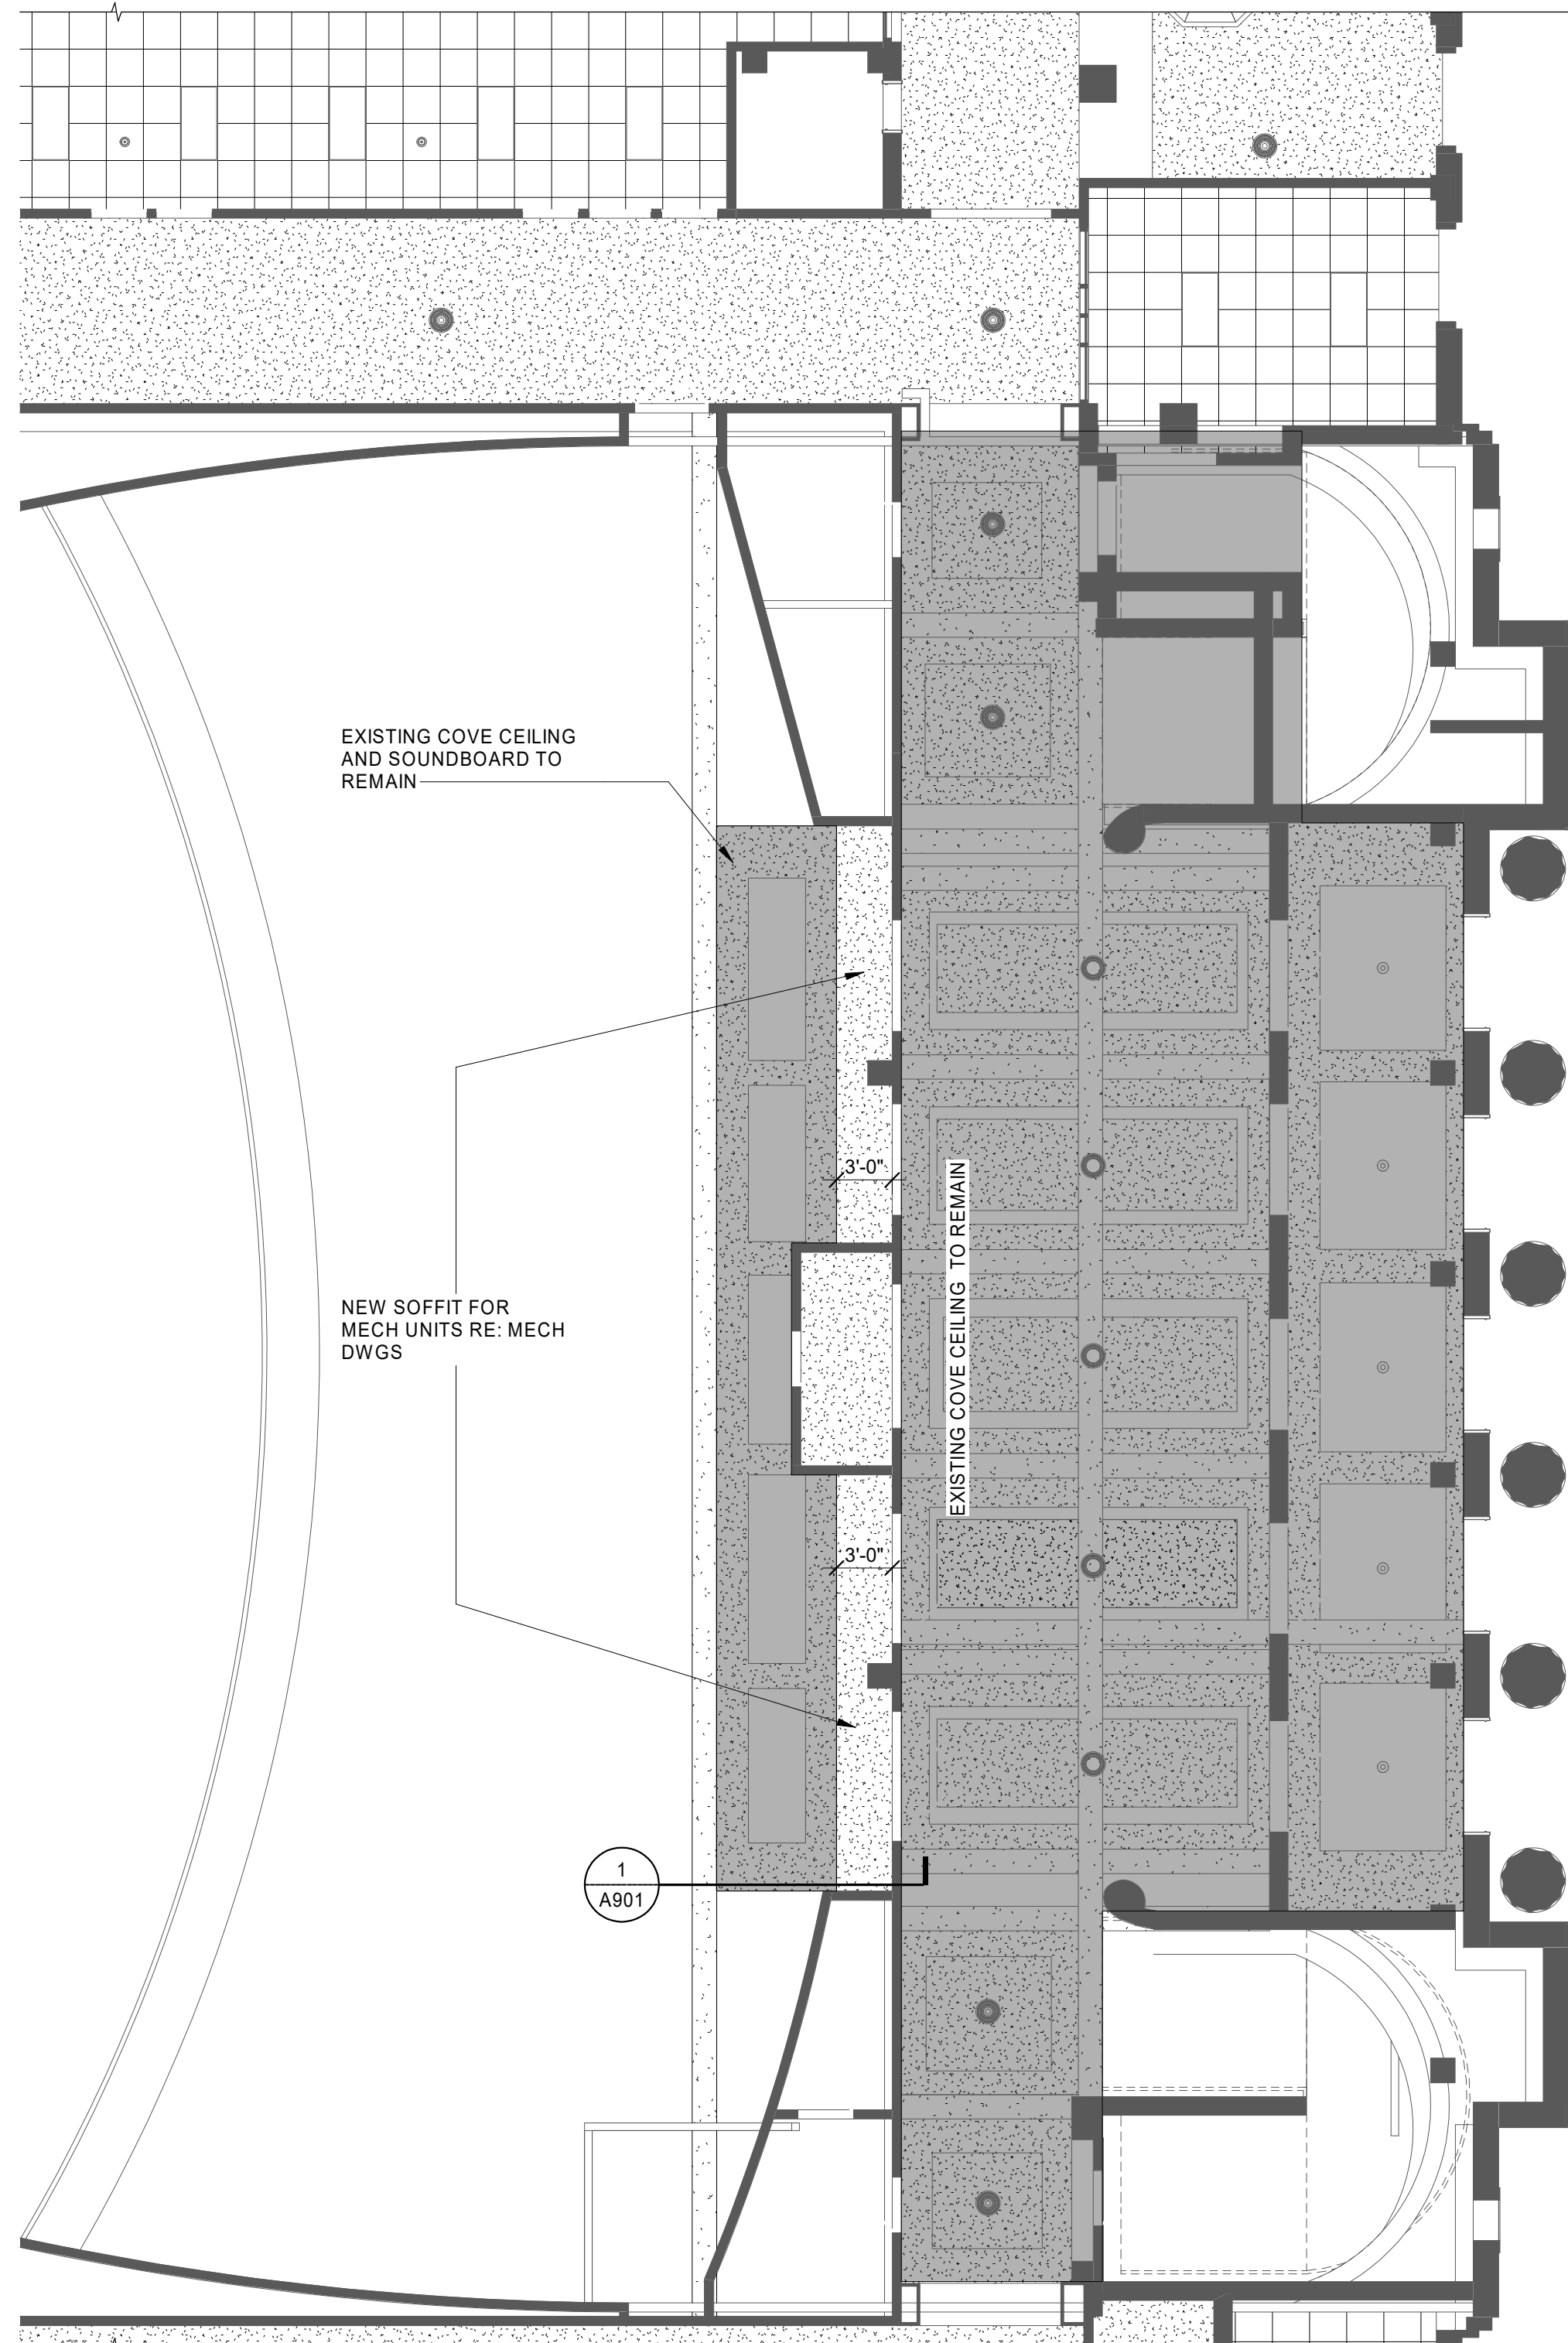 EXISTING COVE CEILING
AND SOUNDBOARD TO
REMAIN
3'-0"
EXISTING COVE CEILING TO REMAIN
NEW SOFFIT FOR
MECH UNITS RE: MECH
DWGS
3'-0"
1
A901